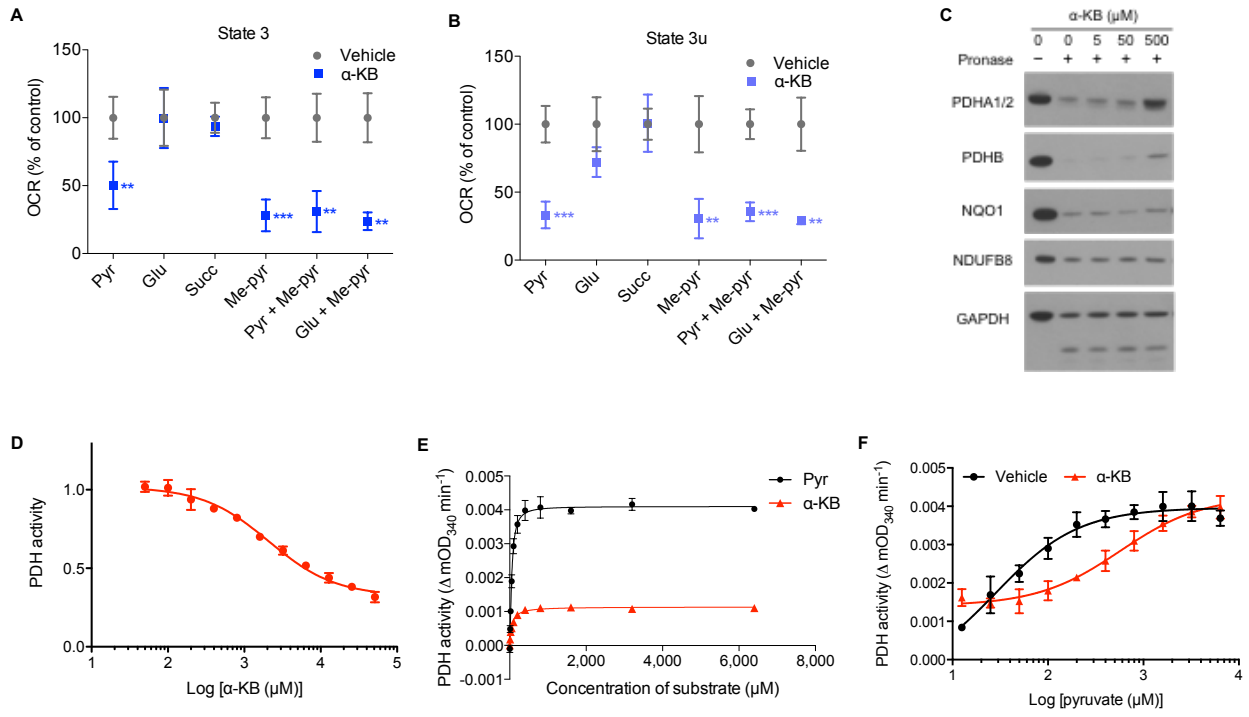 A
State 3
Vehicle
α-KB
OCR (% of control)
150
100
50
0
**
***
**
**
Pyr
Glu
Succ
Me-pyr
Pyr + Me-pyr
Glu + Me-pyr
B
State 3u
Vehicle
α-KB
OCR (% of control)
150
100
50
0
***
**
***
**
Pyr
Glu
Succ
Me-pyr
Pyr + Me-pyr
Glu + Me-pyr
C
α-KB (µM)
0 0 5 50 500
Pronase − + + + +
PDHA1/2
PDHB
NQO1
NDUFB8
GAPDH
D
PDH activity
1.0
0.5
0.0
1 2 3 4 5
Log [α-KB (µM)]
E
Pyr
α-KB
PDH activity (Δ mOD340 min-1)
0.005
0.004
0.003
0.002
0.001
0.000
-0.001
2,000 4,000 6,000 8,000
Concentration of substrate (µM)
F
Vehicle α-KB
PDH activity (Δ mOD340 min-1)
0.005
0.004
0.003
0.002
0.001
0.000
1 2 3 4
Log [pyruvate (µM)]